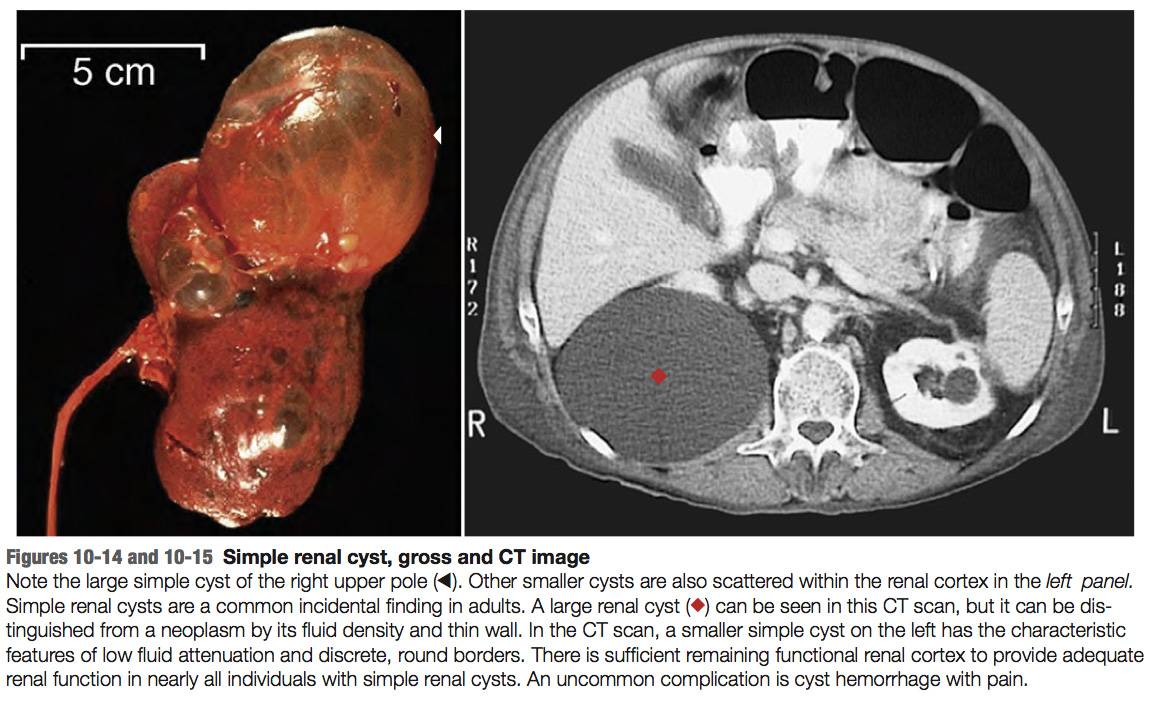 5 cm
R
1
7
2
R
L
1
8
8
L
Figures 10-14 and 10-15 Simple renal cyst, gross and CT image
Note the large simple cyst of the right upper pole (◀). Other smaller cysts are also scattered within the renal cortex in the left panel.
Simple renal cysts are a common incidental finding in adults. A large renal cyst (◆) can be seen in this CT scan, but it can be dis-
tinguished from a neoplasm by its fluid density and thin wall. In the CT scan, a smaller simple cyst on the left has the characteristic
features of low fluid attenuation and discrete, round borders. There is sufficient remaining functional renal cortex to provide adequate
renal function in nearly all individuals with simple renal cysts. An uncommon complication is cyst hemorrhage with pain.